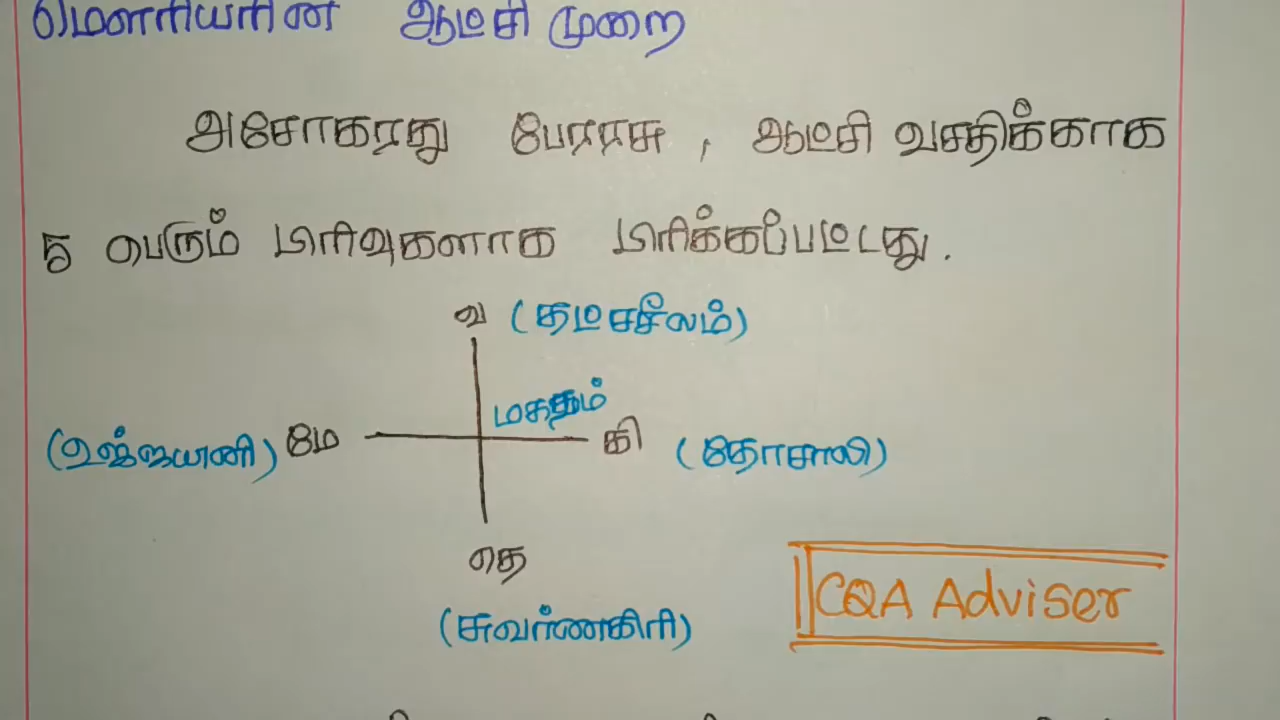 மௌரியரின் ஆட்சி முறை
அசோகரது பேரரசு , ஆட்சி வசதிக்காக
5 பெரும் பிரிவுகளாக பிரிக்கப்பட்டது.
வ (தட்சசீலம்)
மகதம்
(உஜ்ஜயனி) மே கி (தோசாலி)
தெ
(சுவர்ணகிரி)
CQA Adviser